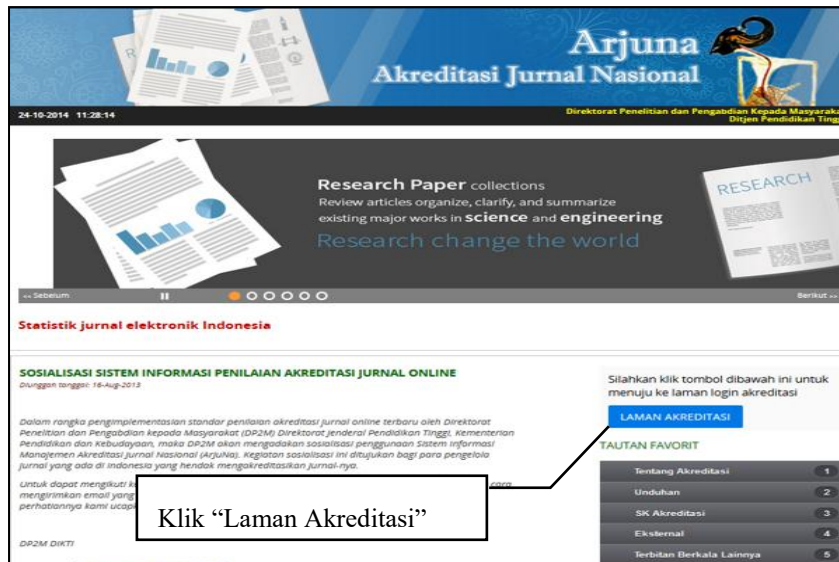 Arjuna
Akreditasi Jurnal Nasional
24-10-2014 11:28:14
Direktorat Penelitian dan Pengabdian Kepada Masyaraka
Ditjen Pendidikan Tingg
Research Paper collections
Review articles organize, clarify, and summarize
existing major works in science and engineering
Research change the world
RESEARCH
<< Sebelum
Berikut >>
Statistik jurnal elektronik Indonesia
SOSIALISASI SISTEM INFORMASI PENILAIAN AKREDITASI JURNAL ONLINE
Diunggah tanggal: 16-Aug-2013
Dalam rangka pengimplementasian standar penilaian akreditasi jurnal online terbaru oleh Direktorat
Penelitian dan Pengabdian kepada Masyarakat (DP2M) Direktorat Jenderal Pendidikan Tinggi, Kementerian
Pendidikan dan Kebudayaan, maka DP2M akan mengadakan sosialisasi penggunaan Sistem Informasi
Manajemen Akreditasi Jurnal Nasional (ArjuNa). Kegiatan sosialisasi ini ditujukan bagi para pengelola
jurnal yang ada di Indonesia yang hendak mengakreditasikan jurnal-nya.
Untuk dapat mengikuti cara
mengirimkan email yang
perhatiannya kami
DP2M DIKTI
Klik “Laman Akreditasi”
Silahkan klik tombol dibawah ini untuk
menuju ke laman login akreditasi
LAMAN AKREDITASI
TAUTAN FAVORIT
Tentang Akreditasi 1
Unduhan 2
SK Akreditasi 3
Eksternal 4
Terbitan Berkala Lainnya 5